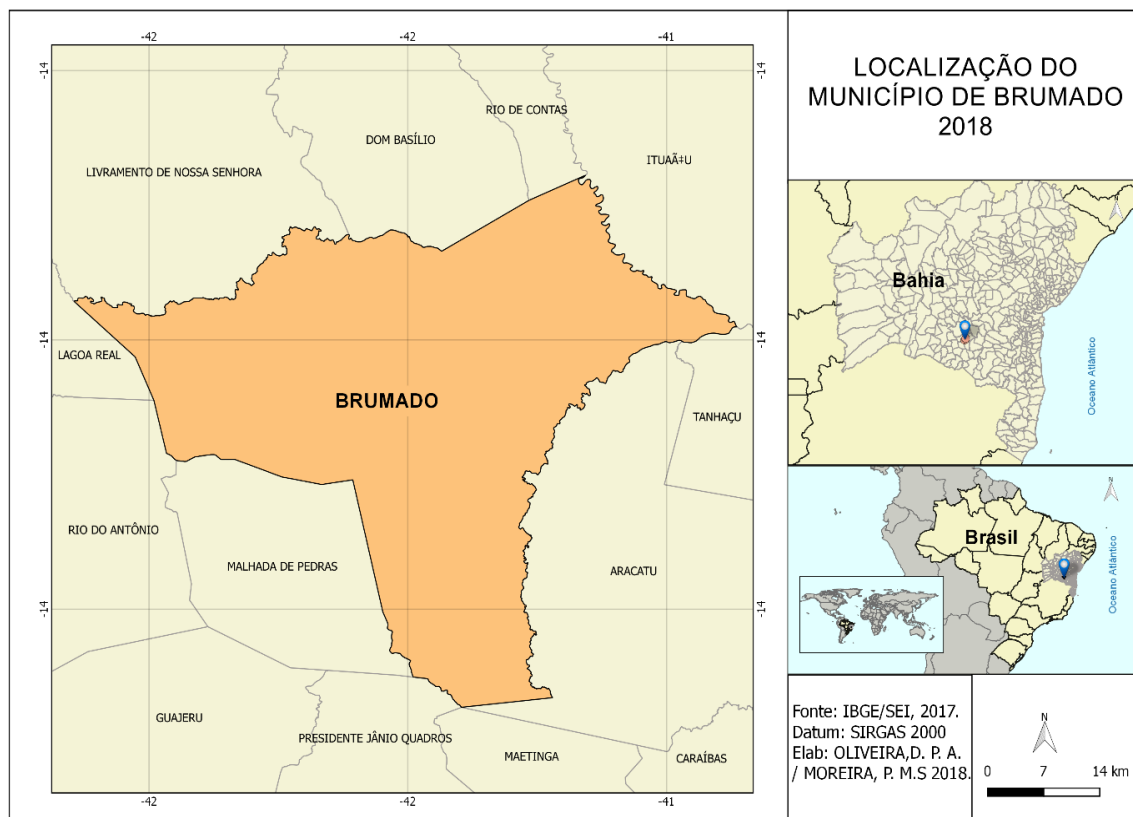 -42
-42
-41
-14
-14
RIO DE CONTAS
DOM BASÍLIO
ITUAÃ‡U
LIVRAMENTO DE NOSSA SENHORA
-14
-14
LAGOA REAL
BRUMADO
TANHAÇU
RIO DO ANTÔNIO
MALHADA DE PEDRAS
ARACATU
-14
-14
GUAJERU
PRESIDENTE JÂNIO QUADROS
MAETINGA
CARAÍBAS
-42
-42
-41
LOCALIZAÇÃO DO
MUNICÍPIO DE BRUMADO
2018
Bahia
Oceano Atlântico
Brasil
Oceano Atlântico
Fonte: IBGE/SEI, 2017.
Datum: SIRGAS 2000
Elab: OLIVEIRA,D. P. A.
/ MOREIRA, P. M.S 2018.
N
0 7 14 km